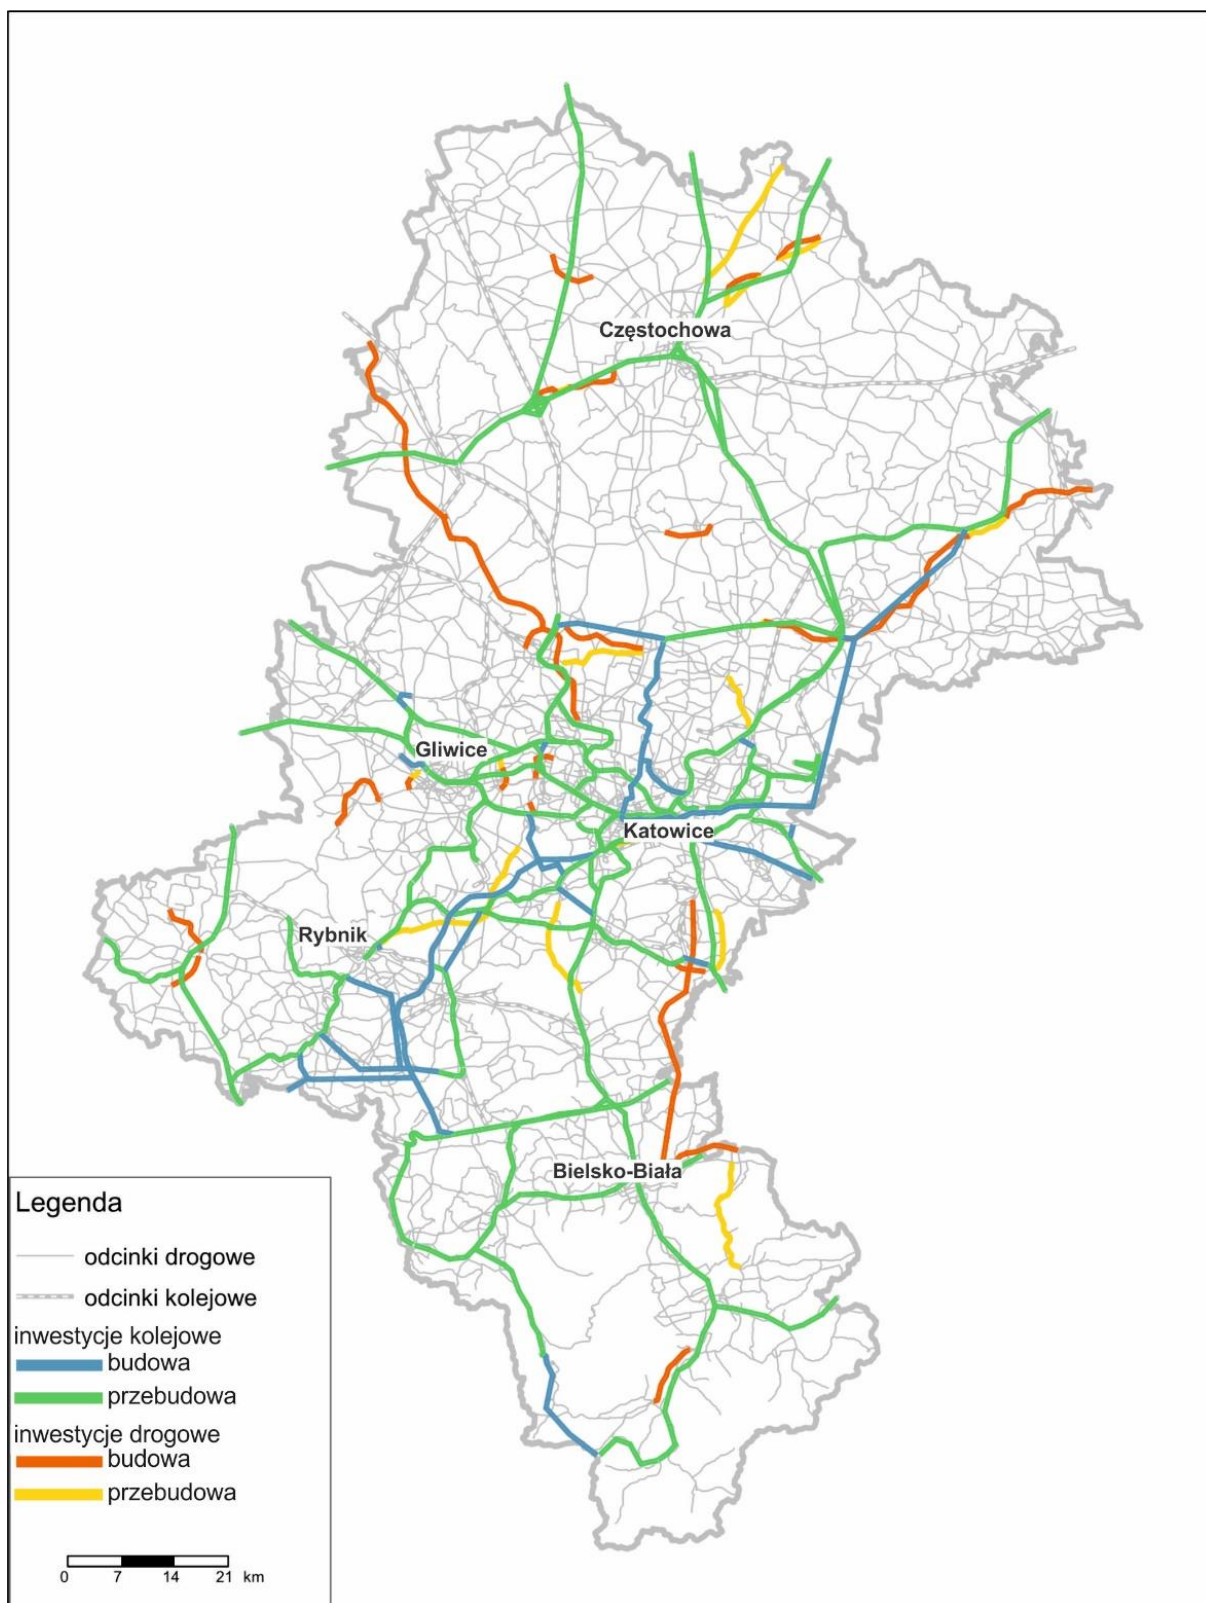 Częstochowa
Gliwice
Katowice
Rybnik
Bielsko-Biała
Legenda
odcinki drogowe
odcinki kolejowe
inwestycje kolejowe
budowa
przebudowa
inwestycje drogowe
budowa
przebudowa
0 7 14 21 km